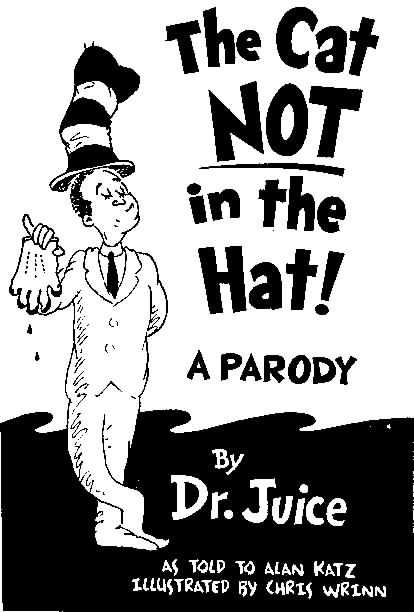 The Cat
NOT
in the
Hat!
A PARODY
By
Dr. Juice
AS TOLD TO ALAN KATZ
ILLUSTRATED BY CHRIS WRINN